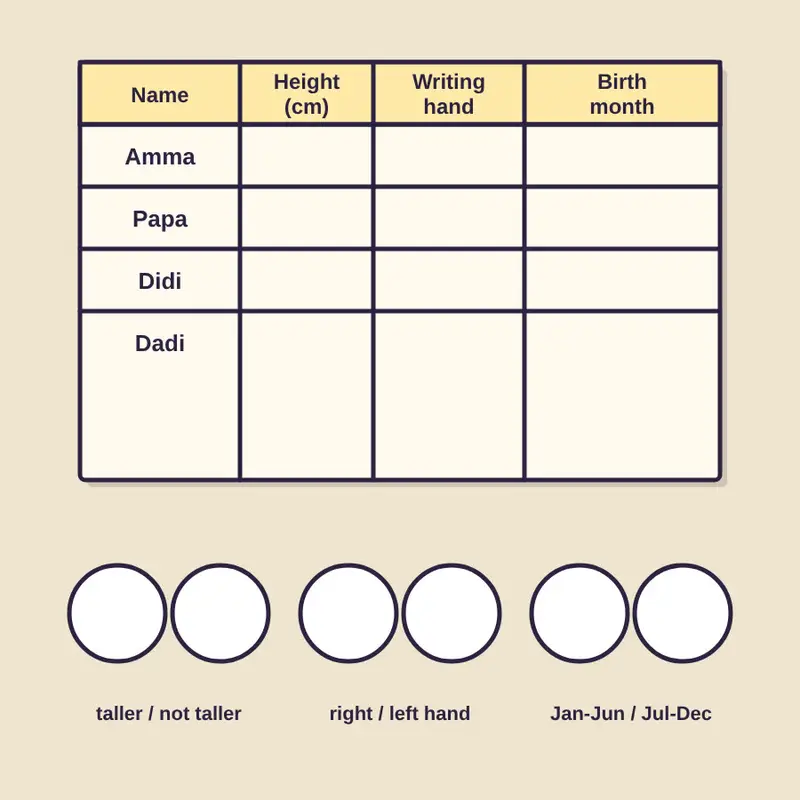 Name
Height
(cm)
Writing
hand
Birth
month
Amma
Papa
Didi
Dadi
taller / not taller
right / left hand
Jan-Jun / Jul-Dec